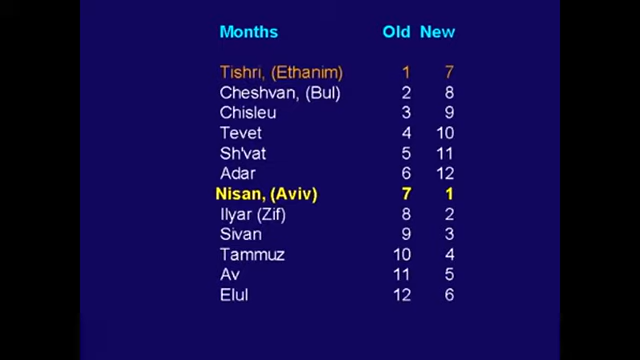 Months Old New
Tishri, (Ethanim) 1 7
Cheshvan, (Bul) 2 8
Chisleu 3 9
Tevet 4 10
Sh'vat 5 11
Adar 6 12
Nisan, (Aviv) 7 1
Ilyar (Zif) 8 2
Sivan 9 3
Tammuz 10 4
Av 11 5
Elul 12 6